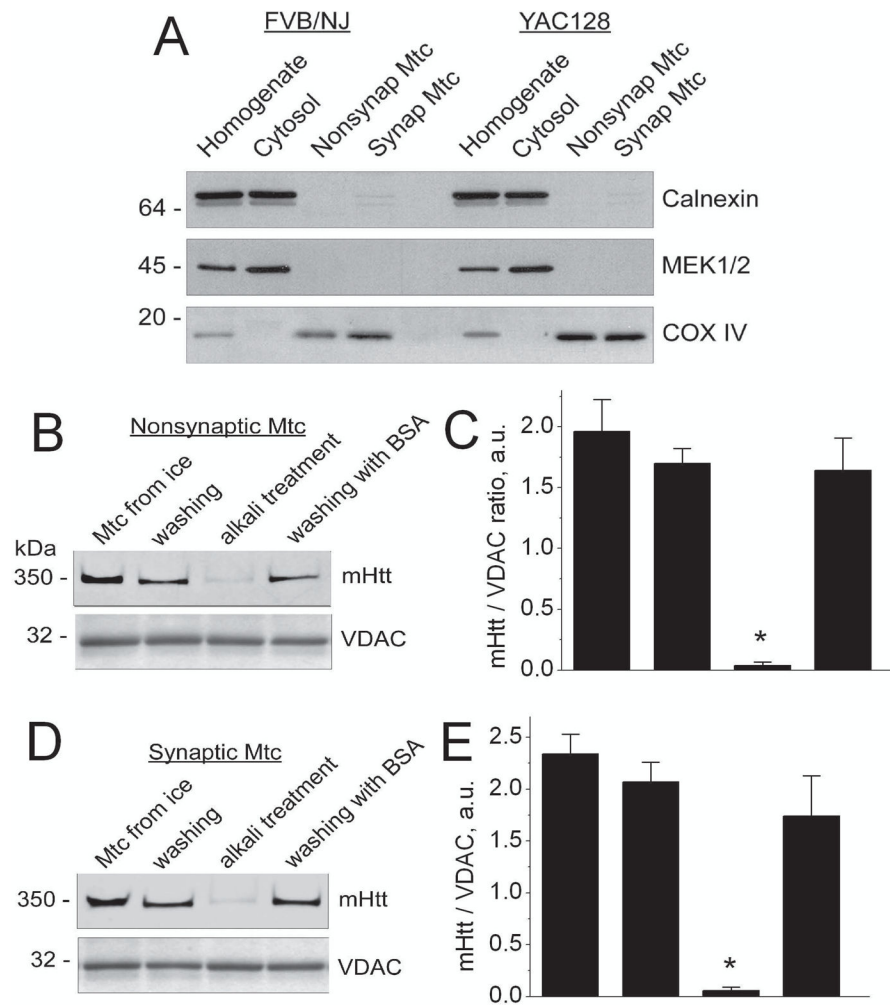 A
FVB/NJ YAC128
Homogenate Cytosol Nonsynap Mtc Synap Mtc Homogenate Cytosol Nonsynap Mtc Synap Mtc
64 - Calnexin
45 - MEK1/2
20 - COX IV
B
Nonsynaptic Mtc
Mtc from ice washing alkali treatment washing with BSA
kDa
350 - mHtt
32 - VDAC
C
mHtt / VDAC ratio, a.u.
2.0
1.5
1.0
0.5
0.0
*
D
Synaptic Mtc
Mtc from ice washing alkali treatment washing with BSA
350 - mHtt
32 - VDAC
E
mHtt / VDAC, a.u.
2.5
2.0
1.5
1.0
0.5
0.0
*